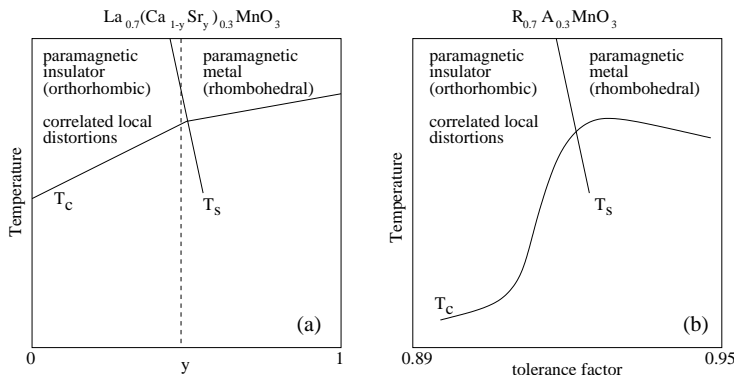 La0.7(Ca1-ySry)0.3MnO3
paramagnetic
insulator
(orthorhombic)
correlated local
distortions
paramagnetic
metal
(rhombohedral)
Temperature
Tc
Ts
(a)
0
1
y
R0.7A0.3MnO3
paramagnetic
insulator
(orthorhombic)
correlated local
distortions
paramagnetic
metal
(rhombohedral)
Temperature
Ts
Tc
(b)
0.89
0.95
tolerance factor